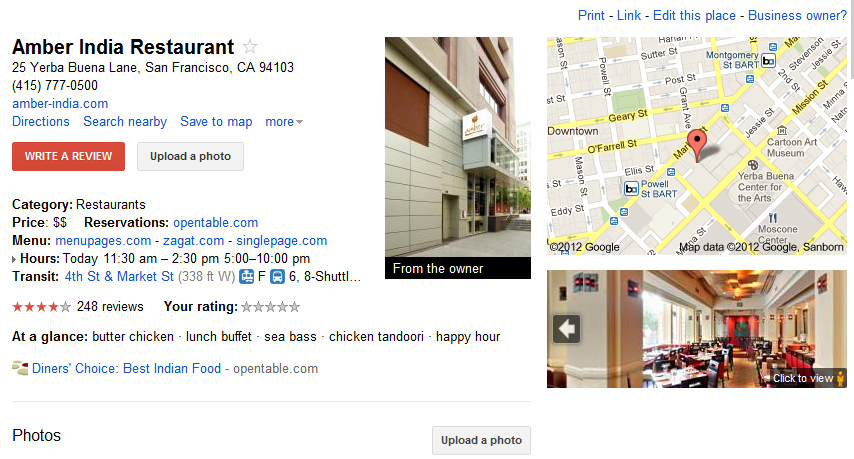 Print - Link - Edit this place - Business owner?
Amber India Restaurant
25 Yerba Buena Lane, San Francisco, CA 94103
(415) 777-0500
amber-india.com
Directions Search nearby Save to map more
WRITE A REVIEW Upload a photo
Category: Restaurants
Price: $$ Reservations: opentable.com
Menu: menupages.com - zagat.com - singlepage.com
Hours: Today 11:30 am – 2:30 pm 5:00–10:00 pm
Transit: 4th St & Market St (338 ft W) F 6, 8-Shuttl...
248 reviews Your rating:
At a glance: butter chicken · lunch buffet · sea bass · chicken tandoori · happy hour
Diners' Choice: Best Indian Food - opentable.com
Photos
Upload a photo
AMBER
From the owner
Mason St
Powell St
Sutter St
Post St
Grant Ave
Montgomery St BART
ba
Jessie St
2nd St
Mission St
Minna St
Geary St
Downtown
O'Farrell St
Market St
Jessie St
Cartoon Art Museum
Ellis St
Mason St
ba
Powell St BART
Yerba Buena Center for the Arts
Eddy St
Moscone Center
©2012 Google
Map data ©2012 Google, Sanborn
Click to view